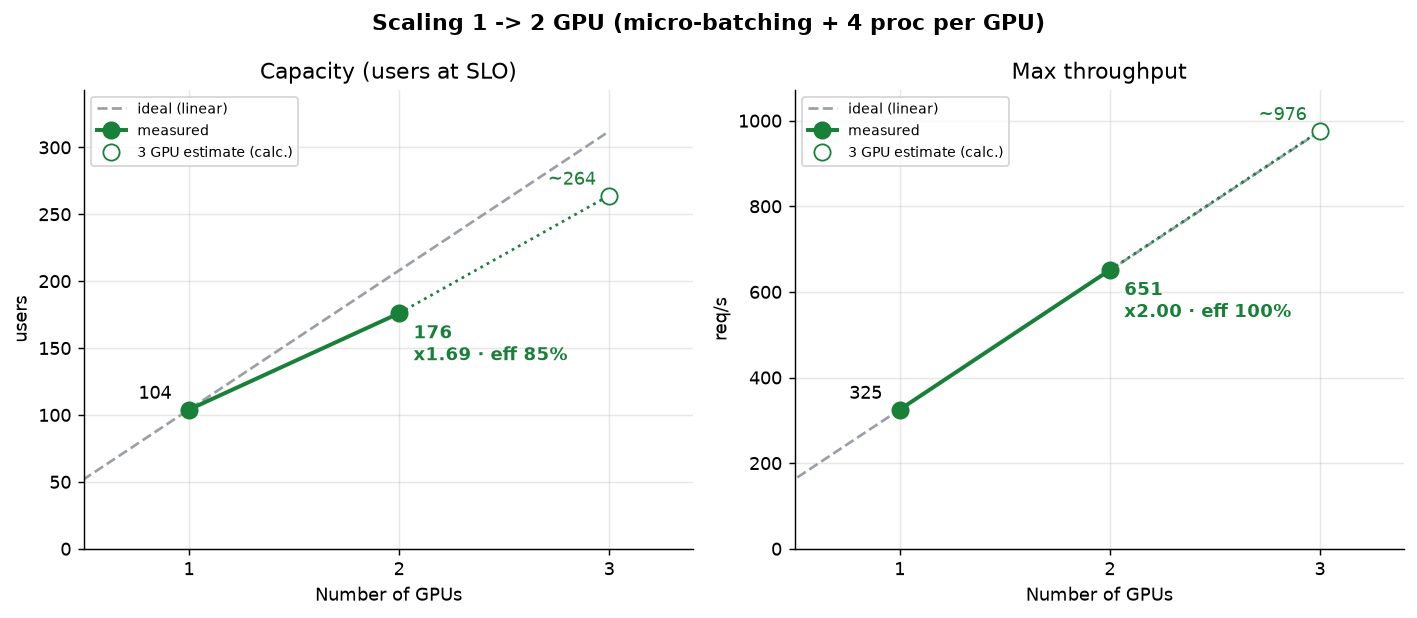 Scaling 1 -> 2 GPU (micro-batching + 4 proc per GPU)
Capacity (users at SLO)
ideal (linear)
measured
3 GPU estimate (calc.)
300
250
200
150
100
50
0
users
104
176
x1.69 · eff 85%
~264
1
2
3
Number of GPUs
Max throughput
ideal (linear)
measured
3 GPU estimate (calc.)
1000
800
600
400
200
0
req/s
325
651
x2.00 · eff 100%
~976
1
2
3
Number of GPUs